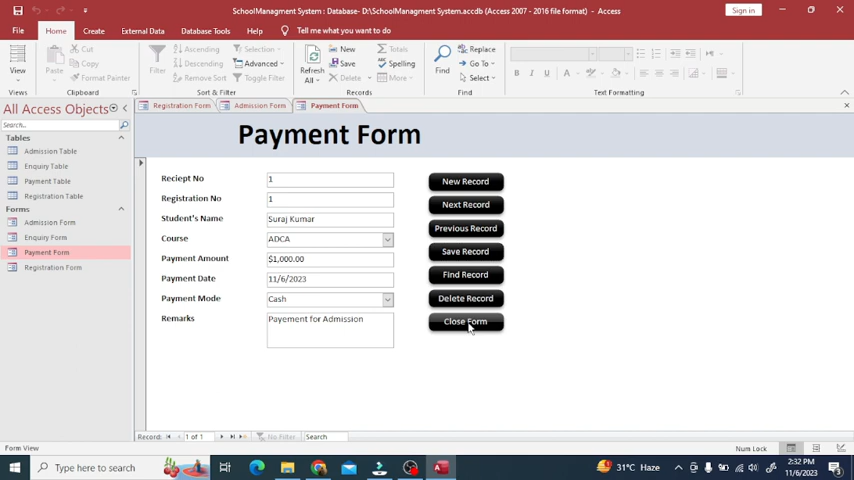 SchoolManagment System : Database- D:\SchoolManagment System.accdb (Access 2007 - 2016 file format) - Access
Sign in
File Home Create External Data Database Tools Help Tell me what you want to do
View
Views
Paste
Cut
Copy
Format Painter
Clipboard
Filter
Ascending
Descending
Remove Sort
Selection
Advanced
Toggle Filter
Sort & Filter
Refresh All
New
Save
Delete
Totals
Spelling
More
Records
Find
Replace
Go To
Select
Find
B I U A
Text Formatting
All Access Objects
Search...
Tables
Admission Table
Enquiry Table
Payment Table
Registration Table
Forms
Admission Form
Enquiry Form
Payment Form
Registration Form
Registration Form Admission Form Payment Form
Payment Form
Reciept No 1
Registration No 1
Student's Name Suraj Kumar
Course ADCA
Payment Amount $1,000.00
Payment Date 11/6/2023
Payment Mode Cash
Remarks Payement for Admission
New Record
Next Record
Previous Record
Save Record
Find Record
Delete Record
Close Form
Record: 1 of 1 No Filter Search
Form View
Num Lock
Type here to search
31°C Haze
2:32 PM
11/6/2023
3